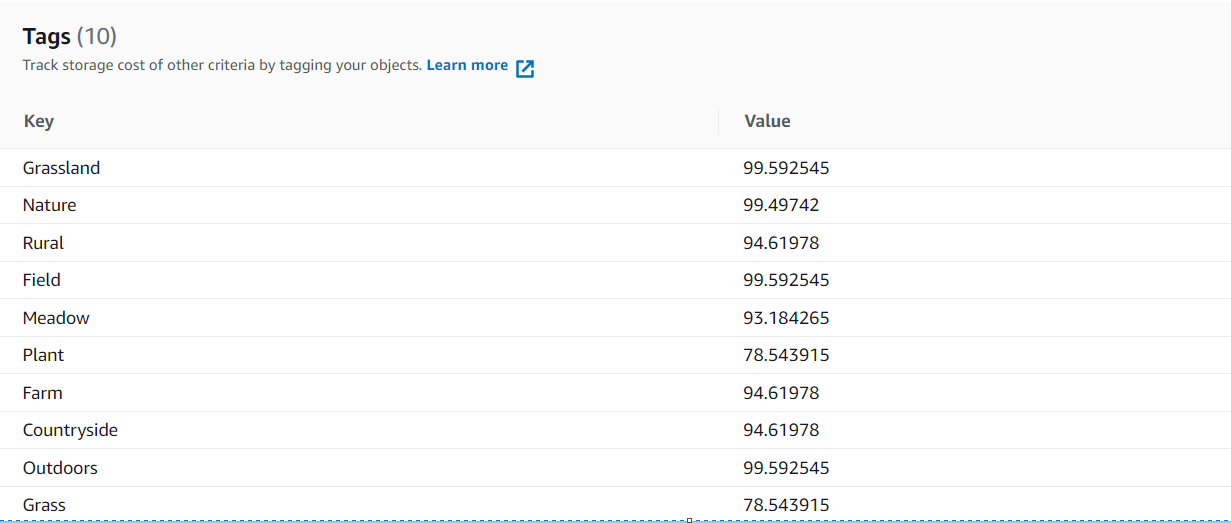 Tags (10)
Track storage cost of other criteria by tagging your objects. Learn more
Key Value
Grassland 99.592545
Nature 99.49742
Rural 94.61978
Field 99.592545
Meadow 93.184265
Plant 78.543915
Farm 94.61978
Countryside 94.61978
Outdoors 99.592545
Grass 78.543915